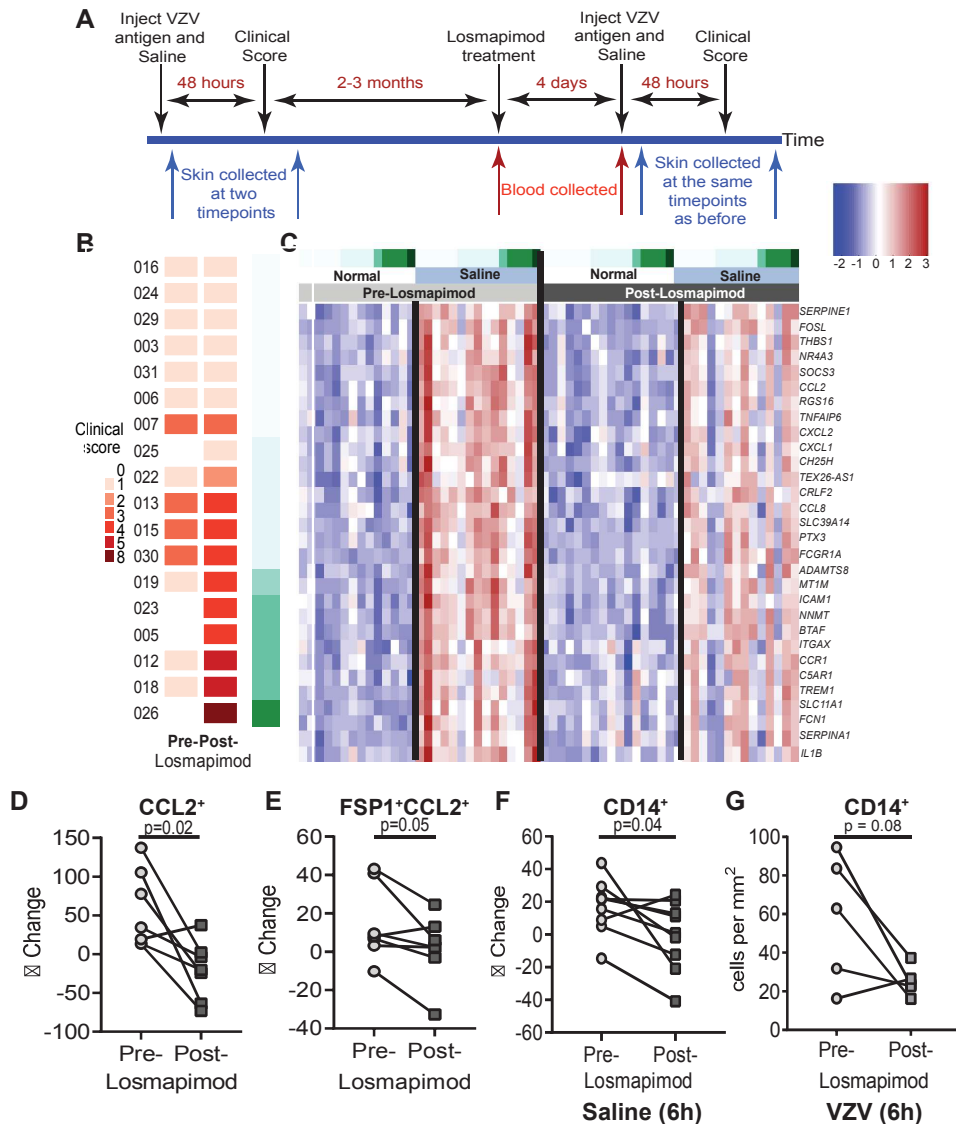 A
Inject VZV
antigen and
Saline
Clinical
Score
Losmapimod
treatment
Inject VZV
antigen and
Saline
Clinical
Score
48 hours
2-3 months
4 days
48 hours
Time
Skin collected
at two
timepoints
Blood collected
Skin collected
at the same
timepoints
as before
-2 -1 0 1 2 3
B
016
024
029
003
031
006
007
025
022
013
015
030
019
023
005
012
018
026
Clinical
score
0
1
2
3
4
5
8
Pre-Post-
Losmapimod
C
Normal
Saline
Normal
Saline
Pre-Losmapimod
Post-Losmapimod
SERPINE1
FOSL
THBS1
NR4A3
SOCS3
CCL2
RGS16
TNFAIP6
CXCL2
CXCL1
CH25H
TEX26-AS1
CRLF2
CCL8
SLC39A14
PTX3
FCGR1A
ADAMTS8
MT1M
ICAM1
NNMT
BTAF
ITGAX
CCR1
C5AR1
TREM1
SLC11A1
FCN1
SERPINA1
IL1B
D
CCL2+
p=0.02
Change
150
100
50
0
-50
-100
Pre- Post-
Losmapimod
E
FSP1+CCL2+
p=0.05
Change
60
40
20
0
-20
-40
Pre- Post-
Losmapimod
F
CD14+
p=0.04
Change
60
40
20
0
-20
-40
-60
Pre- Post-
Losmapimod
Saline (6h)
G
CD14+
p = 0.08
cells per mm2
100
80
60
40
20
0
Pre- Post-
Losmapimod
VZV (6h)